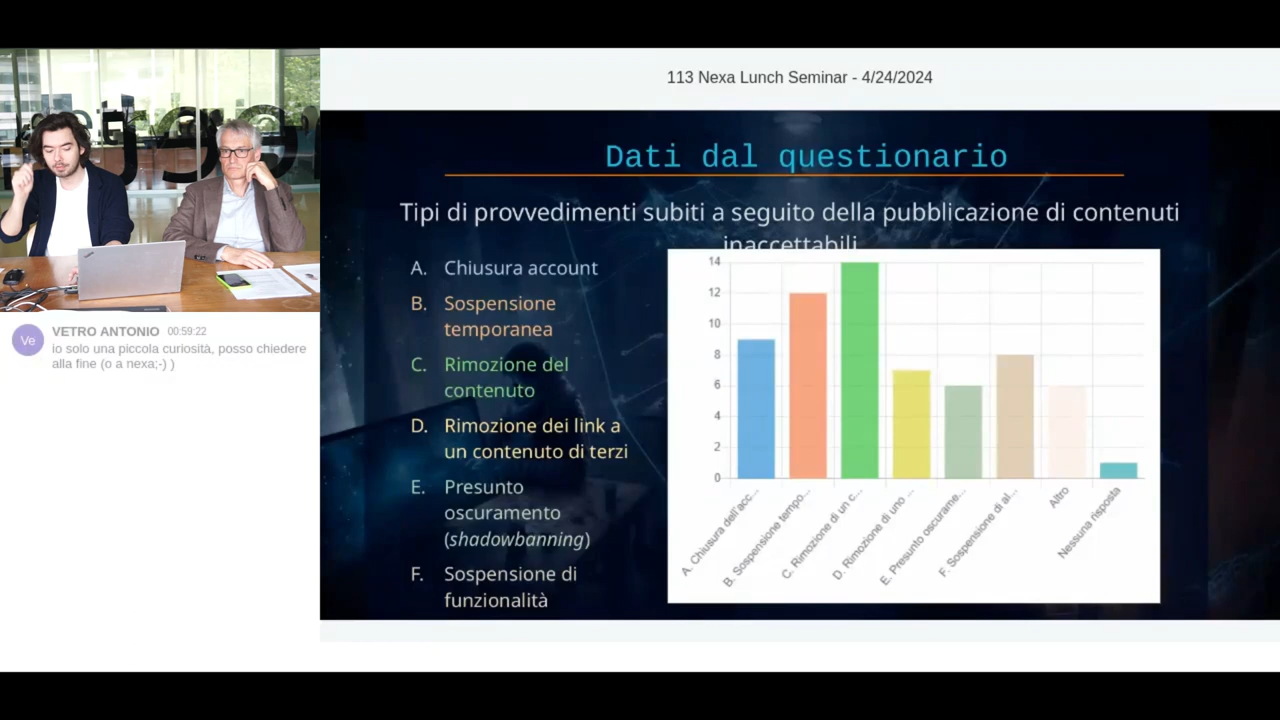 113 Nexa Lunch Seminar - 4/24/2024
Dati dal questionario
Tipi di provvedimenti subiti a seguito della pubblicazione di contenuti
inaccettabili
A. Chiusura account
B. Sospensione
temporanea
C. Rimozione del
contenuto
D. Rimozione dei link a
un contenuto di terzi
E. Presunto
oscuramento
(shadowbanning)
F. Sospensione di
funzionalità
14
12
10
8
6
4
2
0
A. Chiusura dell'acc...
B. Sospensione tempo...
C. Rimozione di un c...
D. Rimozione di uno ...
E. Presunto oscurame...
F. Sospensione di al...
Altro
Nessuna risposta
Ve
VETRO ANTONIO 00:59:22
io solo una piccola curiosità, posso chiedere
alla fine (o a nexa;-) )